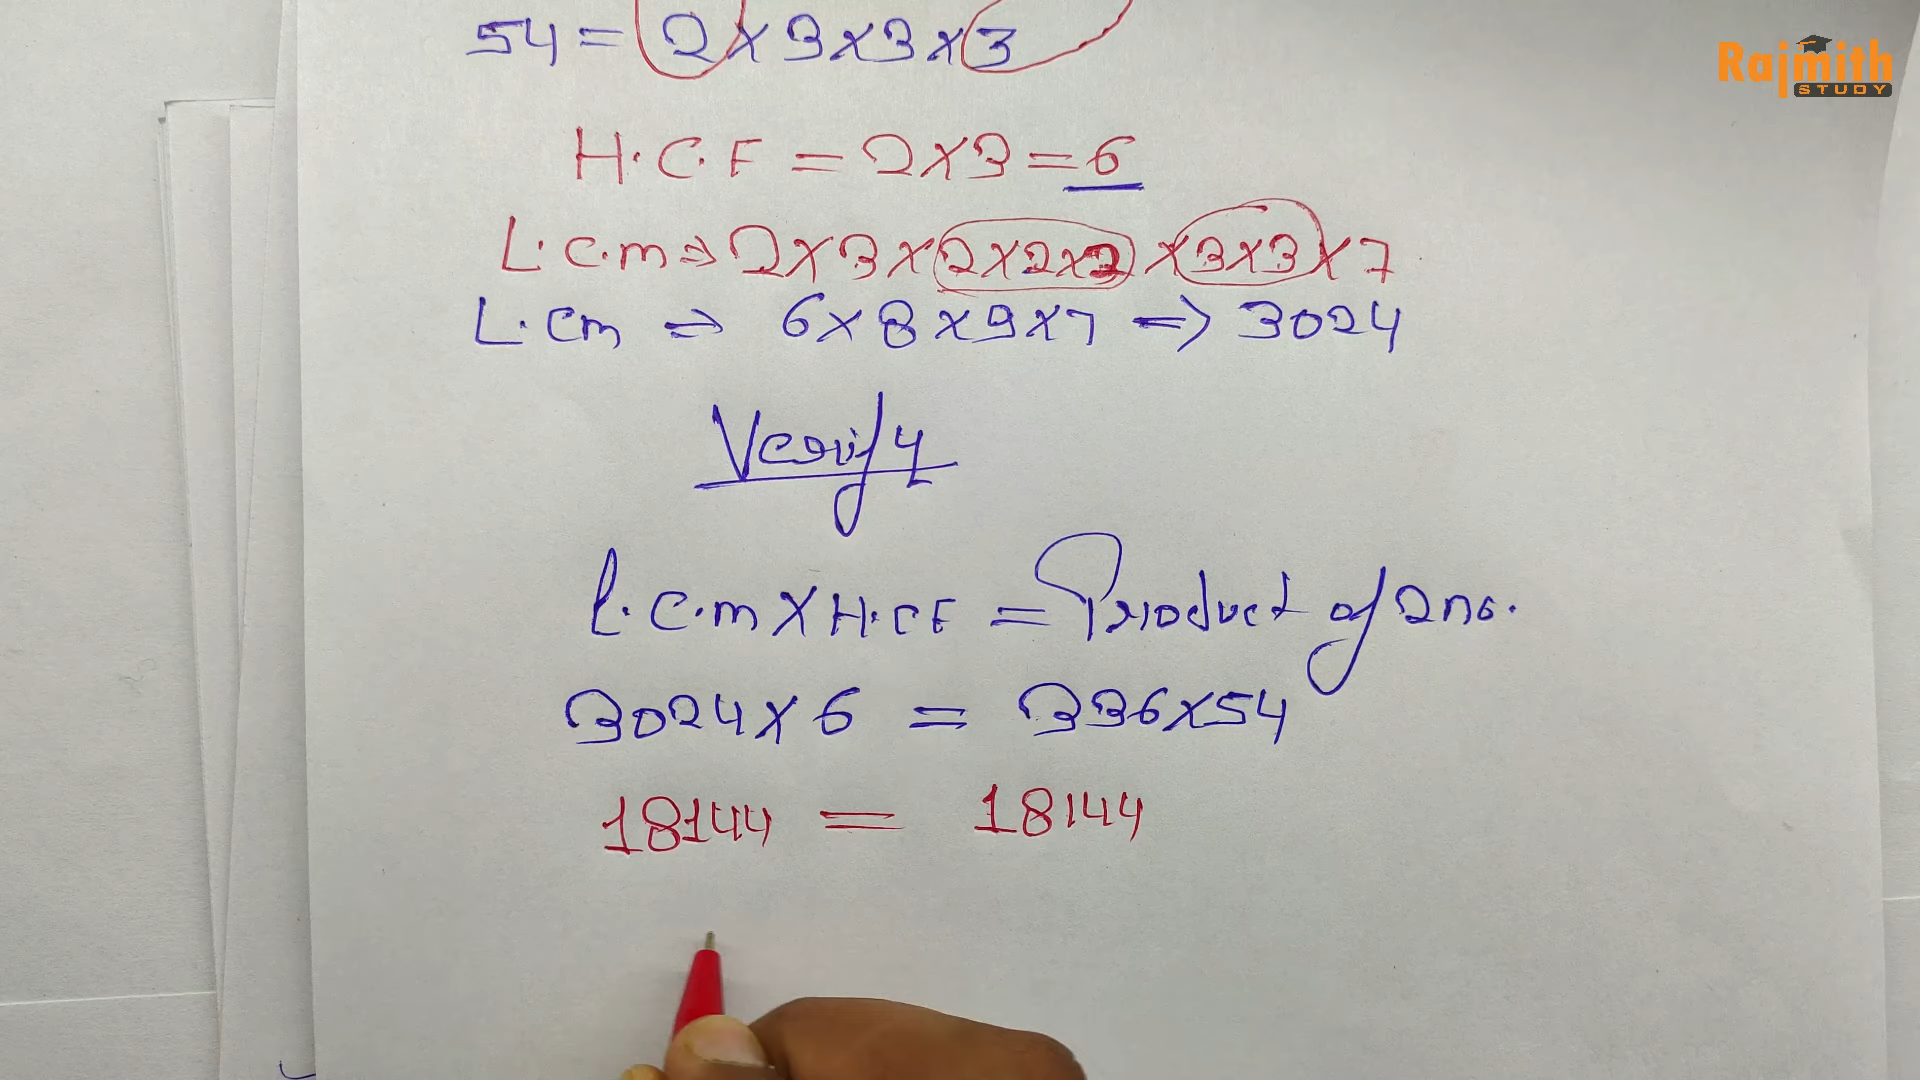 54 = 2×3×3×3
Rajmith
STUDY
H.C.F = 2×3 = 6
L.C.m ⇒ 2×3×2×2×2×3×3×7
L.Cm ⇒ 6×8×9×7 ⇒ 3024
Verify
L.C.m × H.CF = Product of 2 no.
3024×6 = 336×54
18144 = 18144